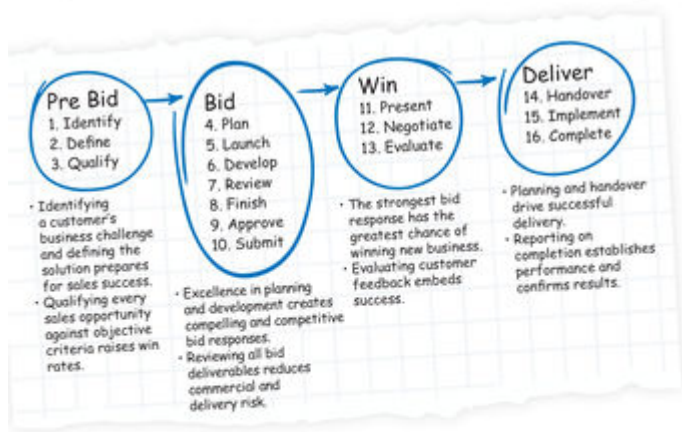 Pre Bid
1. Identify
2. Define
3. Qualify
• Identifying
a customer's
business challenge
and defining the
solution prepares
for sales success.
• Qualifying every
sales opportunity
against objective
criteria raises win
rates.
Bid
4. Plan
5. Launch
6. Develop
7. Review
8. Finish
9. Approve
10. Submit
• Excellence in planning
and development creates
compelling and competitive
bid responses.
• Reviewing all bid
deliverables reduces
commercial and
delivery risk.
Win
11. Present
12. Negotiate
13. Evaluate
• The strongest bid
response has the
greatest chance of
winning new business.
• Evaluating customer
feedback embeds
success.
Deliver
14. Handover
15. Implement
16. Complete
• Planning and handover
drive successful
delivery.
• Reporting on
completion establishes
performance and
confirms results.